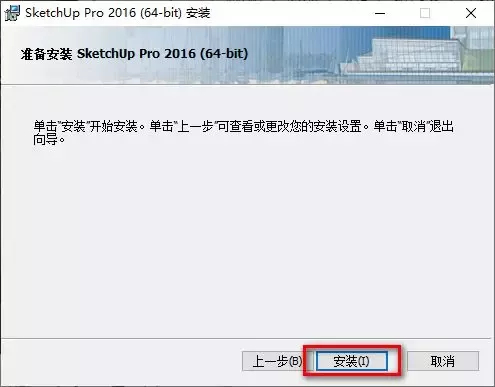 SketchUp Pro 2016 (64-bit) 安装
准备安装 SketchUp Pro 2016 (64-bit)
单击“安装”开始安装。单击“上一步”可查看或更改您的安装设置。单击“取消”退出
向导。
上一步(B) 安装(I) 取消